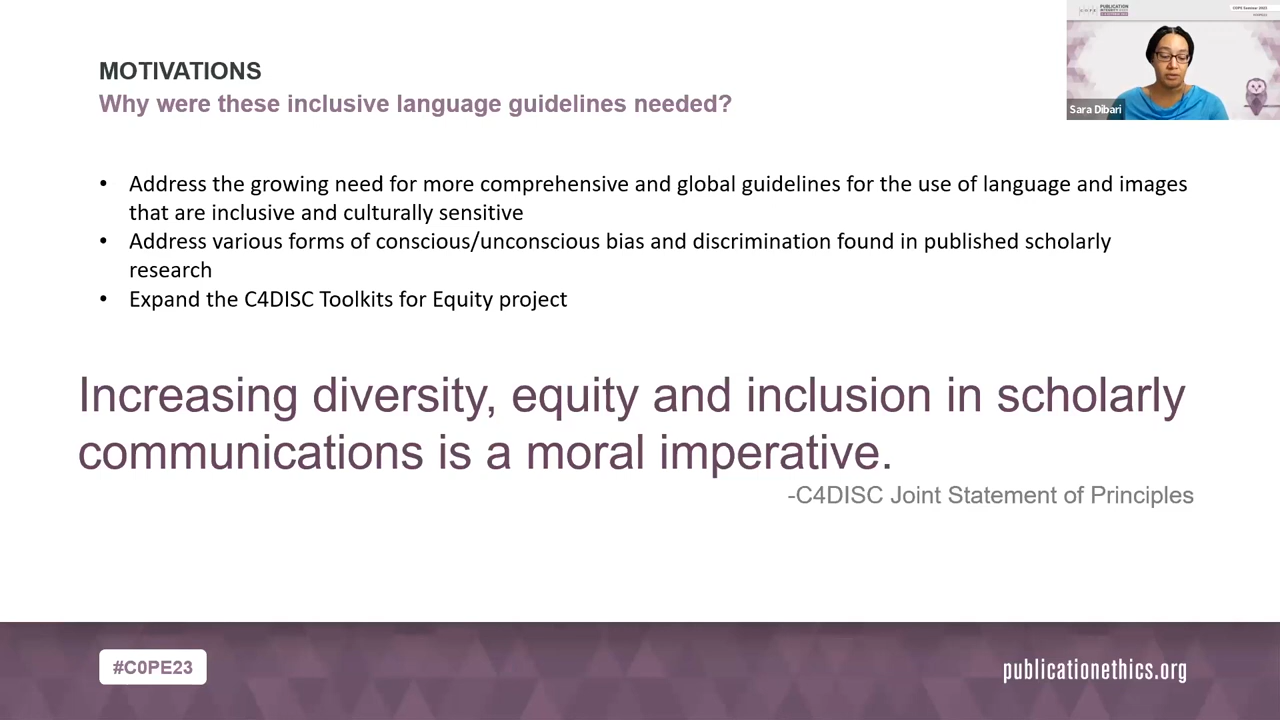 MOTIVATIONS
Why were these inclusive language guidelines needed?
• Address the growing need for more comprehensive and global guidelines for the use of language and images
that are inclusive and culturally sensitive
• Address various forms of conscious/unconscious bias and discrimination found in published scholarly
research
• Expand the C4DISC Toolkits for Equity project
Increasing diversity, equity and inclusion in scholarly
communications is a moral imperative.
-C4DISC Joint Statement of Principles
#C0PE23
publicationethics.org
PUBLICATION
Sara Dibari